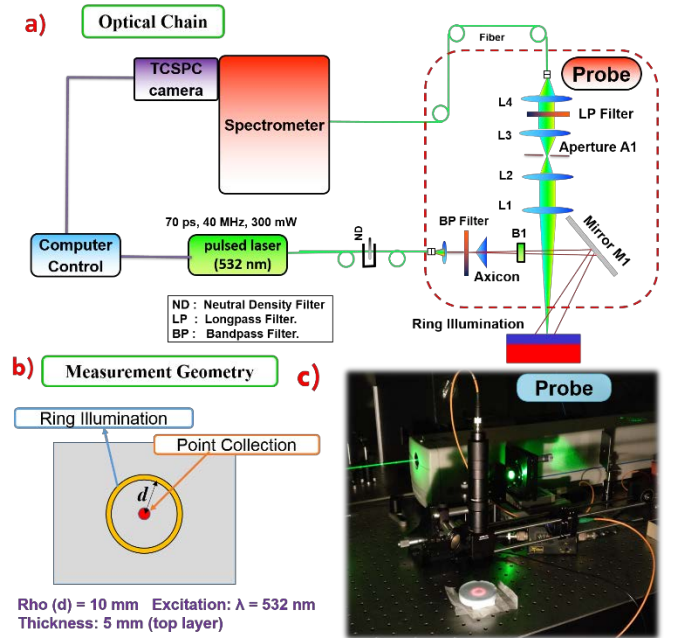 a)
Optical Chain
Fiber
TCSPC
camera
Spectrometer
Probe
L4
LP Filter
L3
Aperture A1
L2
L1
70 ps, 40 MHz, 300 mW
ND
BP Filter
B1
Mirror M1
Computer
Control
pulsed laser
(532 nm)
Axicon
ND : Neutral Density Filter
LP : Longpass Filter.
BP : Bandpass Filter.
Ring Illumination
b)
Measurement Geometry
Ring Illumination
Point Collection
d
Rho (d) = 10 mm Excitation: λ = 532 nm
Thickness: 5 mm (top layer)
c)
Probe